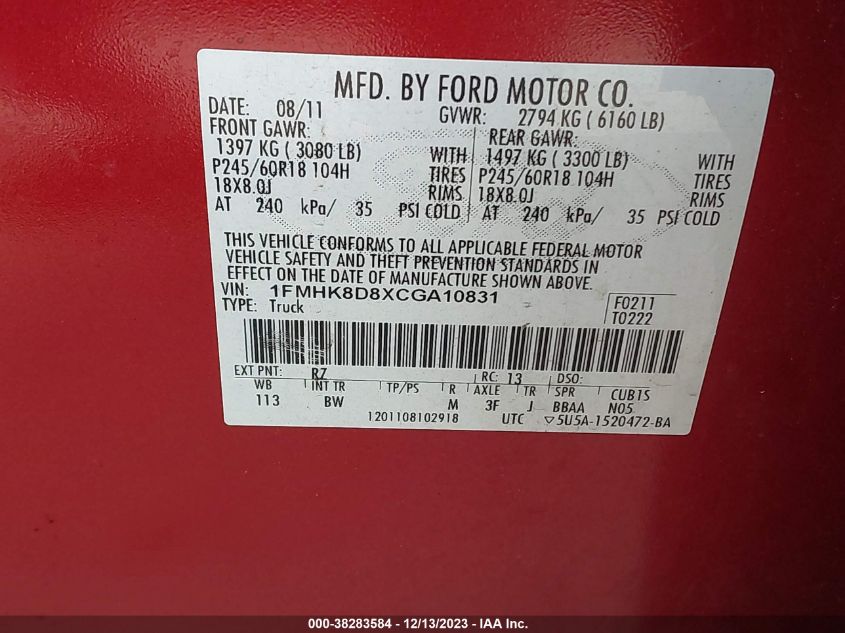 MFD. BY FORD MOTOR CO.
DATE: 08/11 GVWR: 2794 KG ( 6160 LB)
FRONT GAWR: REAR GAWR:
1397 KG ( 3080 LB) WITH 1497 KG ( 3300 LB) WITH
P245/60R18 104H TIRES P245/60R18 104H TIRES
18X8.0J RIMS 18X8.0J RIMS
AT 240 kPa/ 35 PSI COLD AT 240 kPa/ 35 PSI COLD
THIS VEHICLE CONFORMS TO ALL APPLICABLE FEDERAL MOTOR
VEHICLE SAFETY AND THEFT PREVENTION STANDARDS IN
EFFECT ON THE DATE OF MANUFACTURE SHOWN ABOVE.
VIN: 1FMHK8D8XCGA10831 F0211
TYPE: Truck T0222
EXT PNT: RZ RC: 13 DSO:
WB INT TR TP/PS R AXLE TR SPR CUB1S
113 BW M 3F J BBAA N05
1201108102918 UTC ▽5U5A-1520472-BA
000-38283584 - 12/13/2023 - IAA Inc.